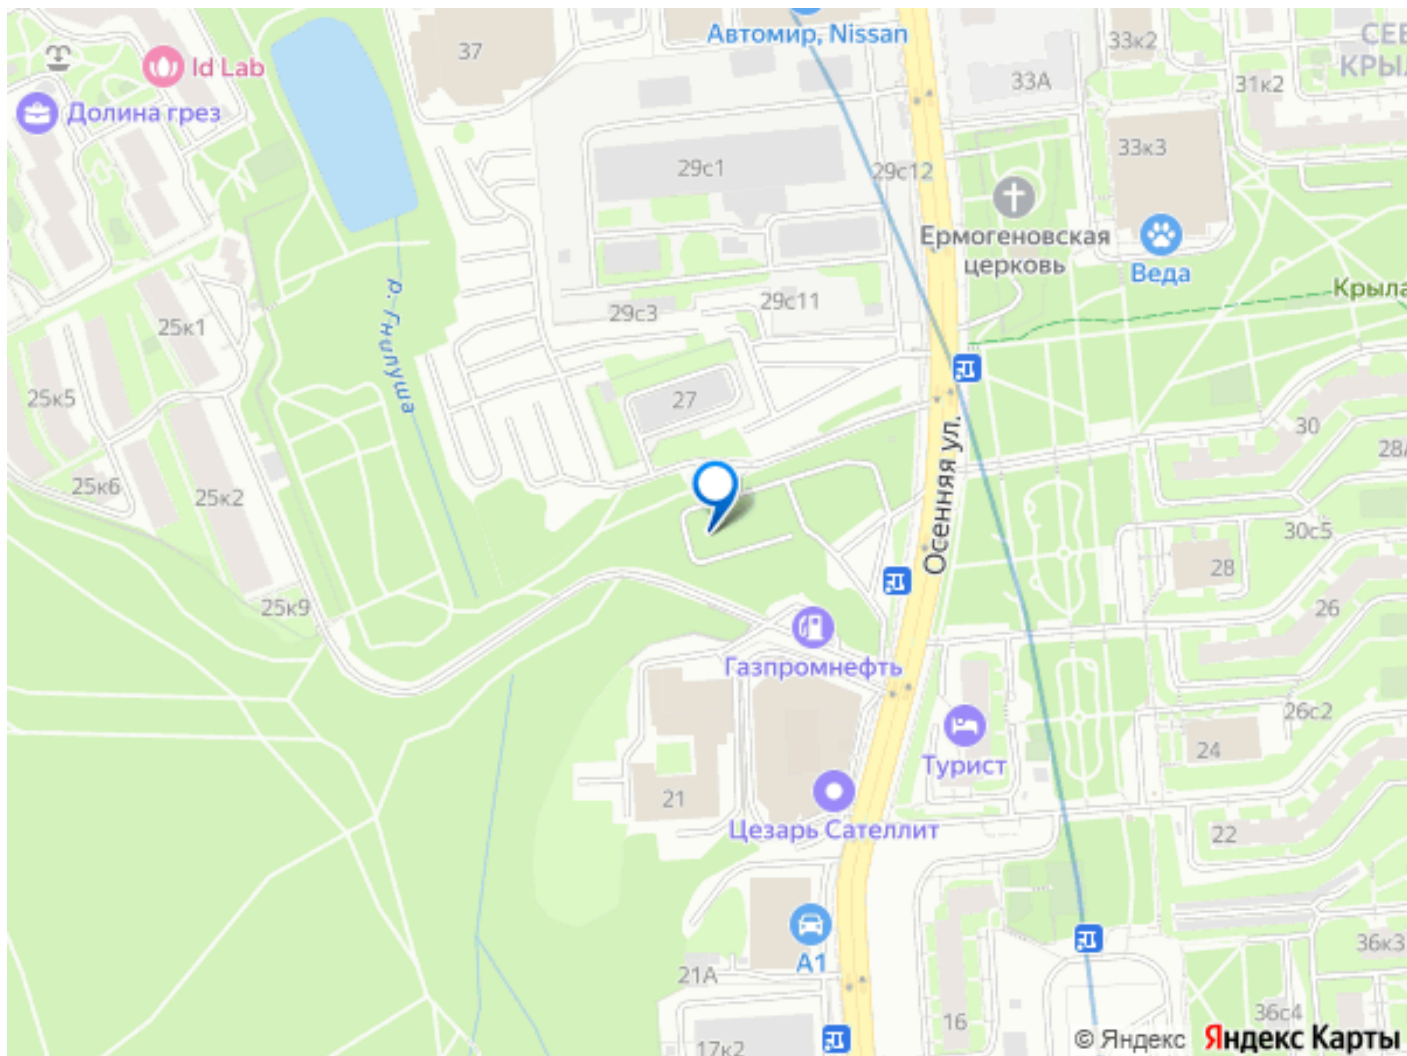 Автомир, Nissan
37
33к2
СЕВ
КРЫЛ
Id Lab
33А
31к2
Долина грез
33к3
29с1
29с12
Ермогеновская
церковь
Веда
р. Гнилуша
Крыла
29с3
29с11
25к1
25к5
27
30
Осенняя ул.
28А
25к6
25к2
30с5
28
25к9
26
Газпромнефть
26с2
Турист
24
21
Цезарь Сателлит
22
А1
36к3
21А
16
36с4
17к2
© Яндекс Яндекс Карты